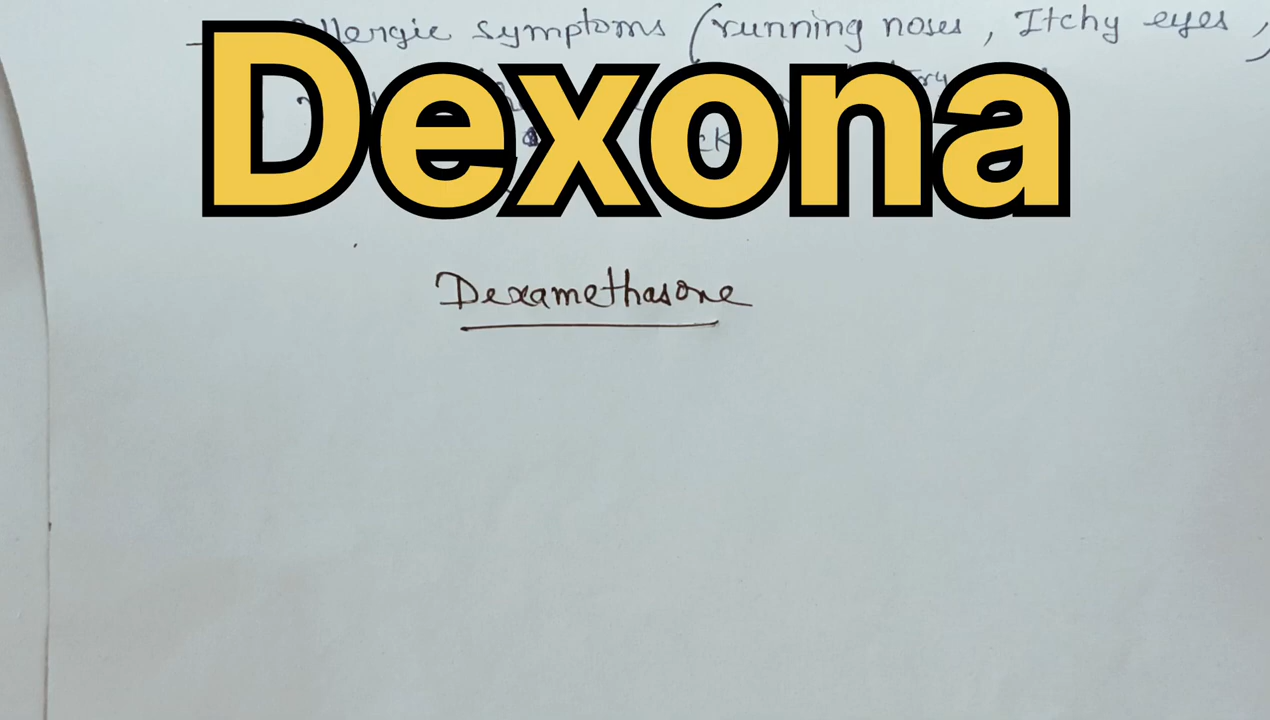 Allergic symptoms (running noses, Itchy eyes,
Dexona
Dexamethasone